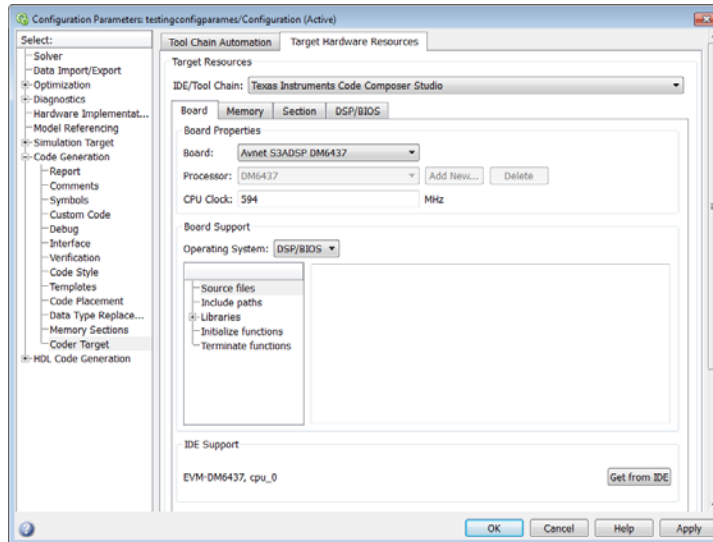 Configuration Parameters: testingconfigparames/Configuration (Active)
Select:
Solver
Data Import/Export
Optimization
Diagnostics
Hardware Implementat...
Model Referencing
Simulation Target
Code Generation
Report
Comments
Symbols
Custom Code
Debug
Interface
Verification
Code Style
Templates
Code Placement
Data Type Replace...
Memory Sections
Coder Target
HDL Code Generation
Tool Chain Automation Target Hardware Resources
Target Resources
IDE/Tool Chain: Texas Instruments Code Composer Studio
Board Memory Section DSP/BIOS
Board Properties
Board: Avnet S3ADSP DM6437
Processor: DM6437 Add New... Delete
CPU Clock: 594 MHz
Board Support
Operating System: DSP/BIOS
Source files
Include paths
Libraries
Initialize functions
Terminate functions
IDE Support
EVM-DM6437, cpu_0 Get from IDE
OK Cancel Help Apply